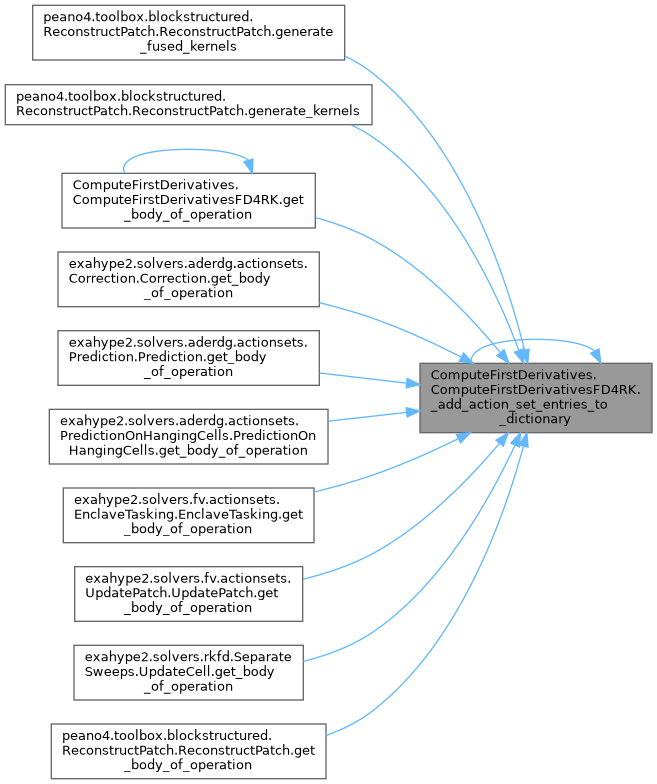 peano4.toolbox.blockstructured.
ReconstructPatch.ReconstructPatch.generate
_fused_kernels
peano4.toolbox.blockstructured.
ReconstructPatch.ReconstructPatch.generate_kernels
ComputeFirstDerivatives.
ComputeFirstDerivativesFD4RK.get
_body_of_operation
exahype2.solvers.aderdg.actionsets.
Correction.Correction.get_body
_of_operation
exahype2.solvers.aderdg.actionsets.
Prediction.Prediction.get_body
_of_operation
ComputeFirstDerivatives.
ComputeFirstDerivativesFD4RK.
_add_action_set_entries_to
_dictionary
exahype2.solvers.aderdg.actionsets.
PredictionOnHangingCells.PredictionOn
HangingCells.get_body_of_operation
exahype2.solvers.fv.actionsets.
EnclaveTasking.EnclaveTasking.get
_body_of_operation
exahype2.solvers.fv.actionsets.
UpdatePatch.UpdatePatch.get
_body_of_operation
exahype2.solvers.rkfd.Separate
Sweeps.UpdateCell.get_body
_of_operation
peano4.toolbox.blockstructured.
ReconstructPatch.ReconstructPatch.get
_body_of_operation